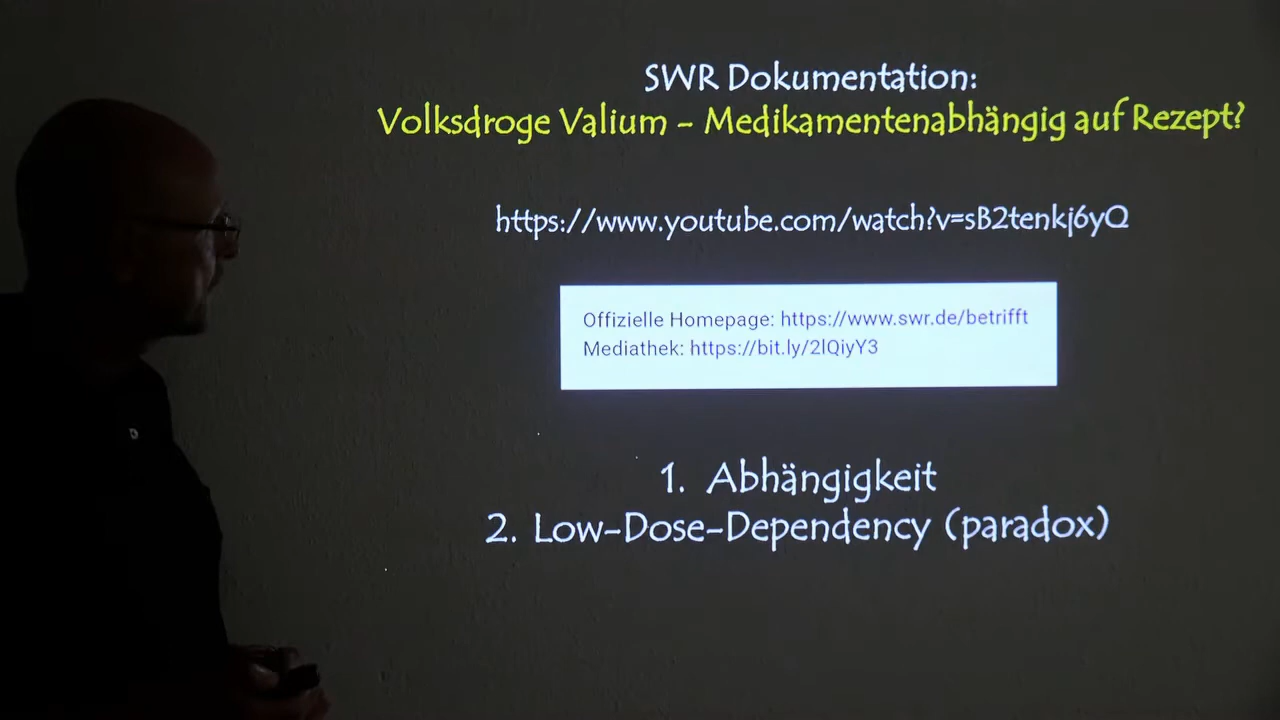 SWR Dokumentation:
Volksdroge Valium - Medikamentenabhängig auf Rezept?
https://www.youtube.com/watch?v=sB2tenkj6yQ
Offizielle Homepage: https://www.swr.de/betrifft
Mediathek: https://bit.ly/2lQiyY3
1. Abhängigkeit
2. Low-Dose-Dependency (paradox)